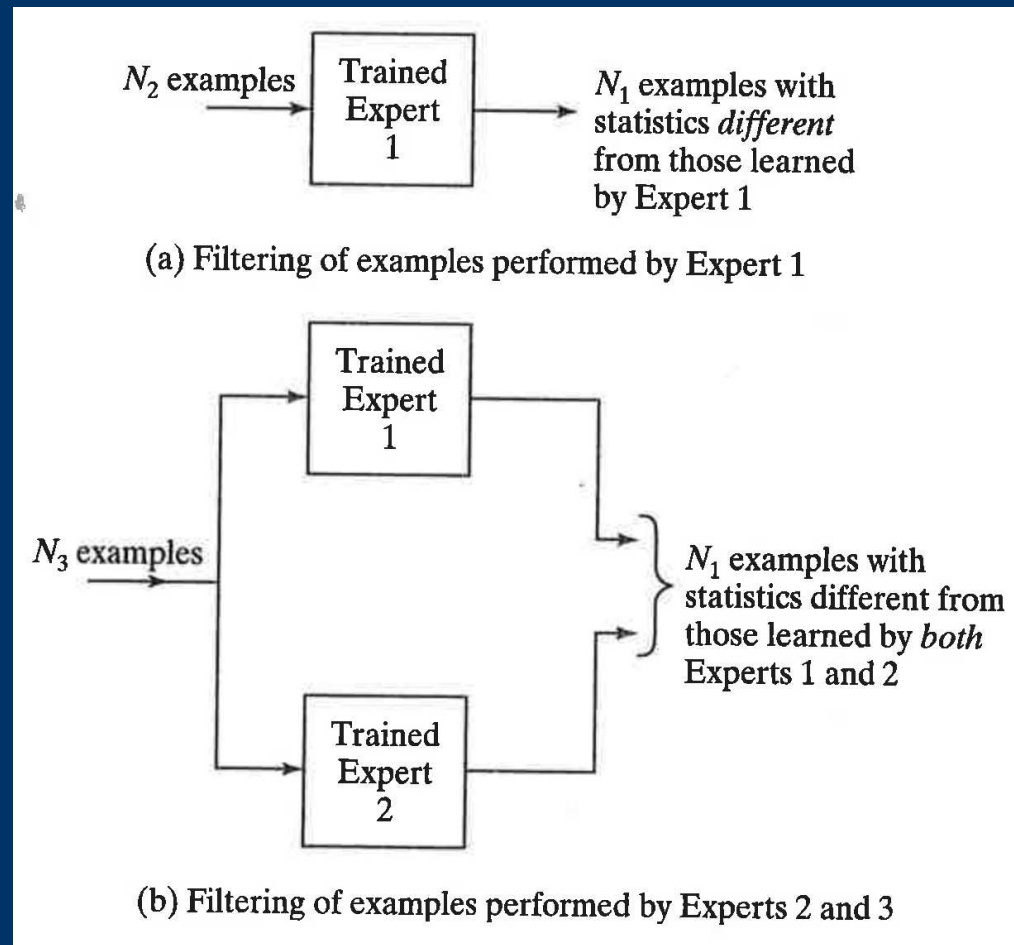 N₂ examples
Trained
Expert
1
N₁ examples with
statistics different
from those learned
by Expert 1
(a) Filtering of examples performed by Expert 1
Trained
Expert
1
N₃ examples
N₁ examples with
statistics different from
those learned by both
Experts 1 and 2
Trained
Expert
2
(b) Filtering of examples performed by Experts 2 and 3